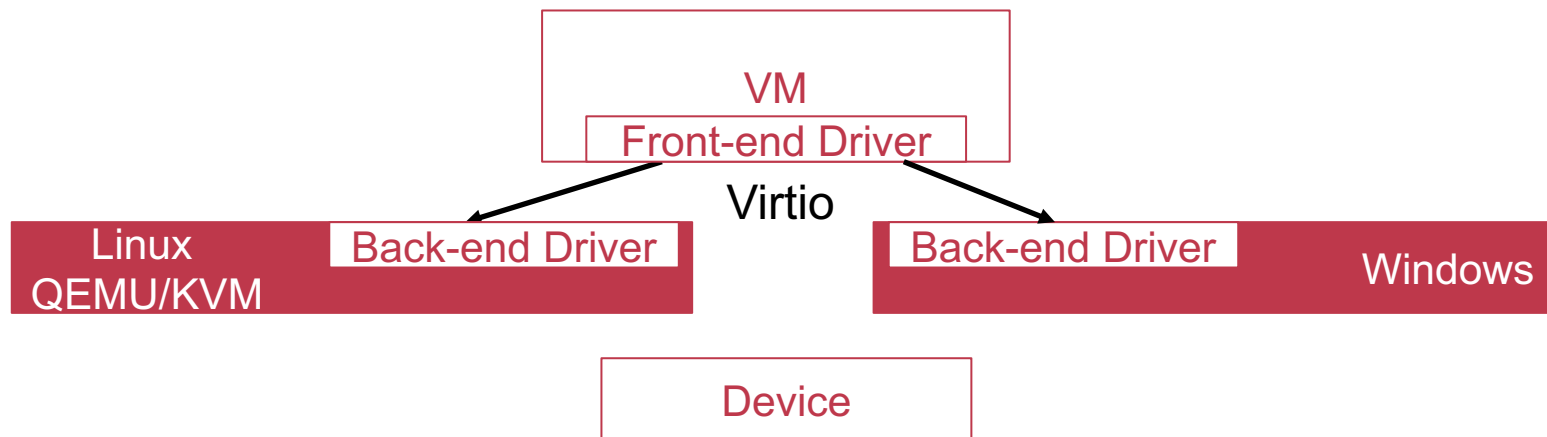 VM
Front-end Driver
Virtio
Linux
QEMU/KVM
Back-end Driver
Back-end Driver
Windows
Device